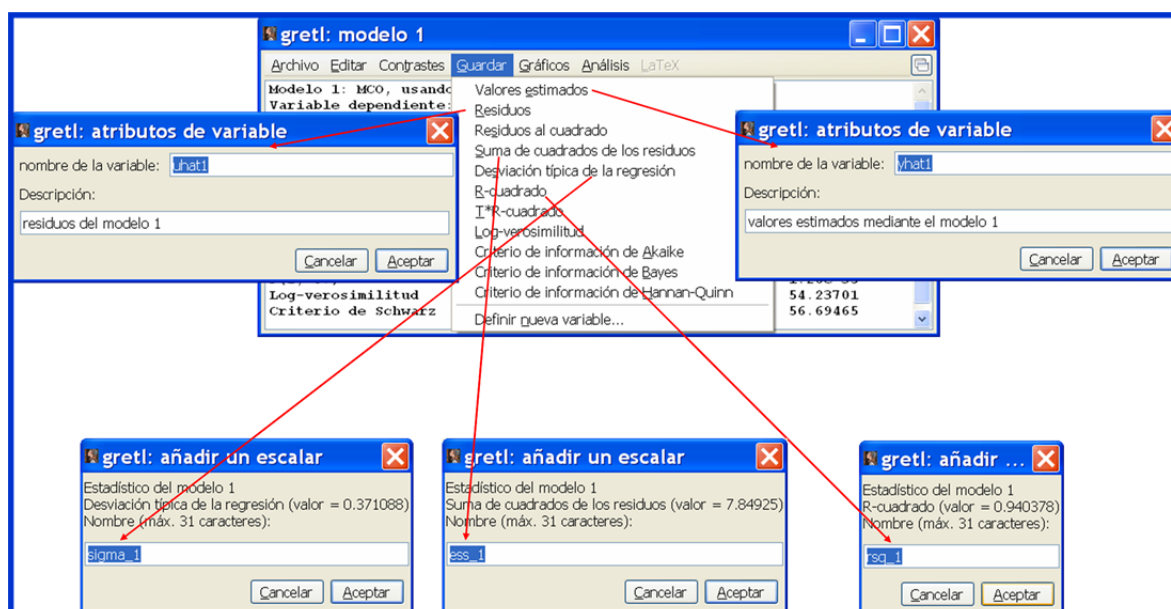 gretl: modelo 1
Archivo Editar Contrastes Guardar Gráficos Análisis LaTeX
Modelo 1: MCO, usando
Variable dependiente:
Valores estimados
Residuos
Residuos al cuadrado
Suma de cuadrados de los residuos
Desviación típica de la regresión
R-cuadrado
T*R-cuadrado
Log-verosimilitud
Criterio de información de Akaike
Criterio de información de Bayes
Criterio de información de Hannan-Quinn
Definir nueva variable...
Log-verosimilitud 54.23701
Criterio de Schwarz 56.69465
gretl: atributos de variable
nombre de la variable: uhat1
Descripción:
residuos del modelo 1
Cancelar Aceptar
gretl: atributos de variable
nombre de la variable: yhat1
Descripción:
valores estimados mediante el modelo 1
Cancelar Aceptar
gretl: añadir un escalar
Estadístico del modelo 1
Desviación típica de la regresión (valor = 0.371088)
Nombre (máx. 31 caracteres):
sigma_1
Cancelar Aceptar
gretl: añadir un escalar
Estadístico del modelo 1
Suma de cuadrados de los residuos (valor = 7.84925)
Nombre (máx. 31 caracteres):
ess_1
Cancelar Aceptar
gretl: añadir ...
Estadístico del modelo 1
R-cuadrado (valor = 0.940378)
Nombre (máx. 31 caracteres):
rsq_1
Cancelar Aceptar